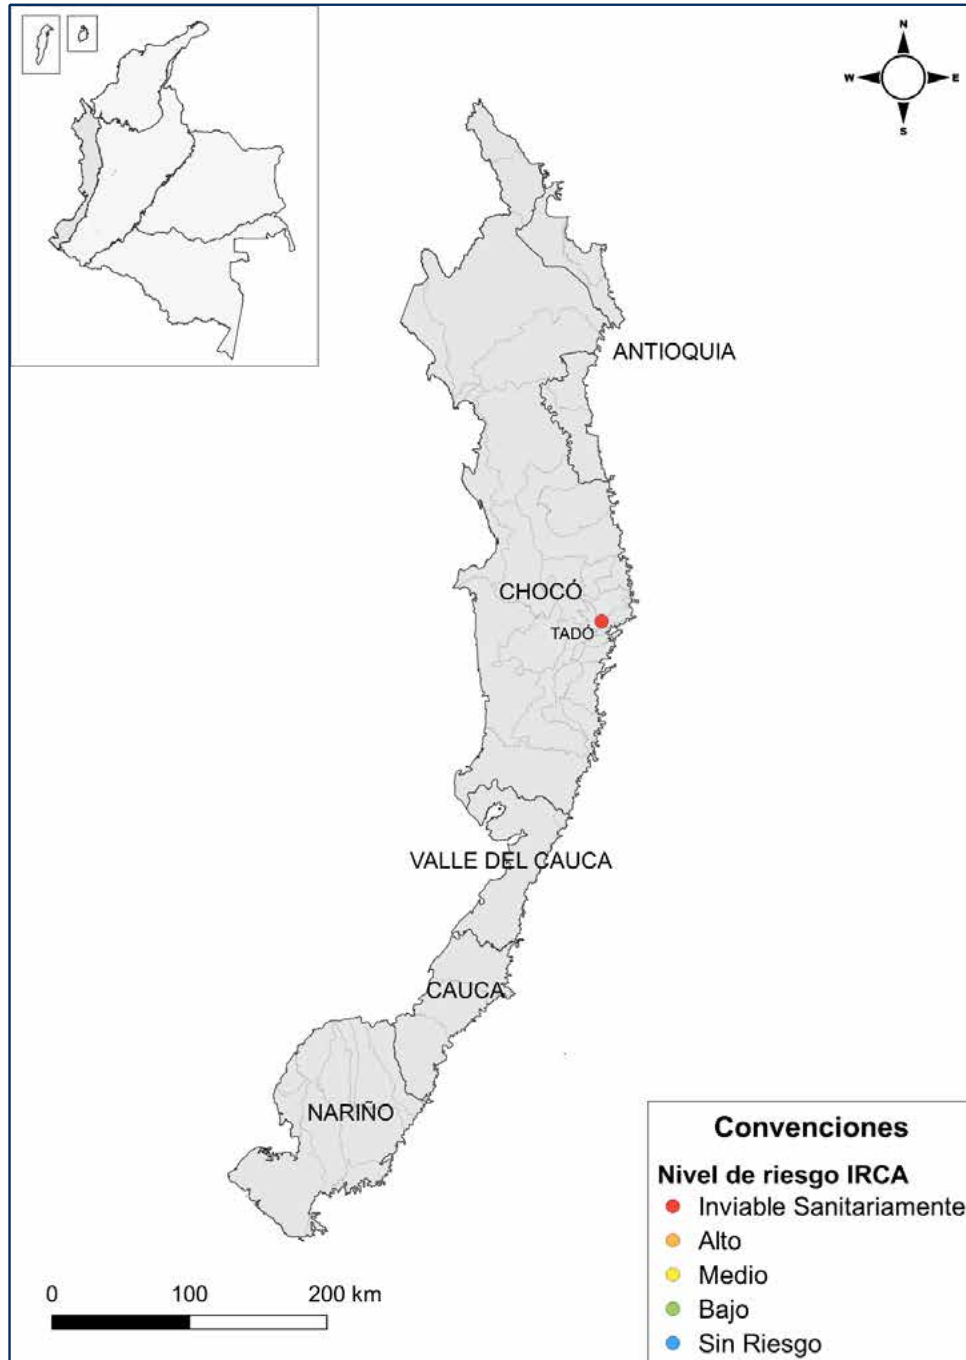 N
W
E
S
ANTIOQUIA
CHOCÓ
TADÓ
VALLE DEL CAUCA
CAUCA
NARIÑO
0 100 200 km
Convenciones
Nivel de riesgo IRCA
Inviable Sanitariamente
Alto
Medio
Bajo
Sin Riesgo